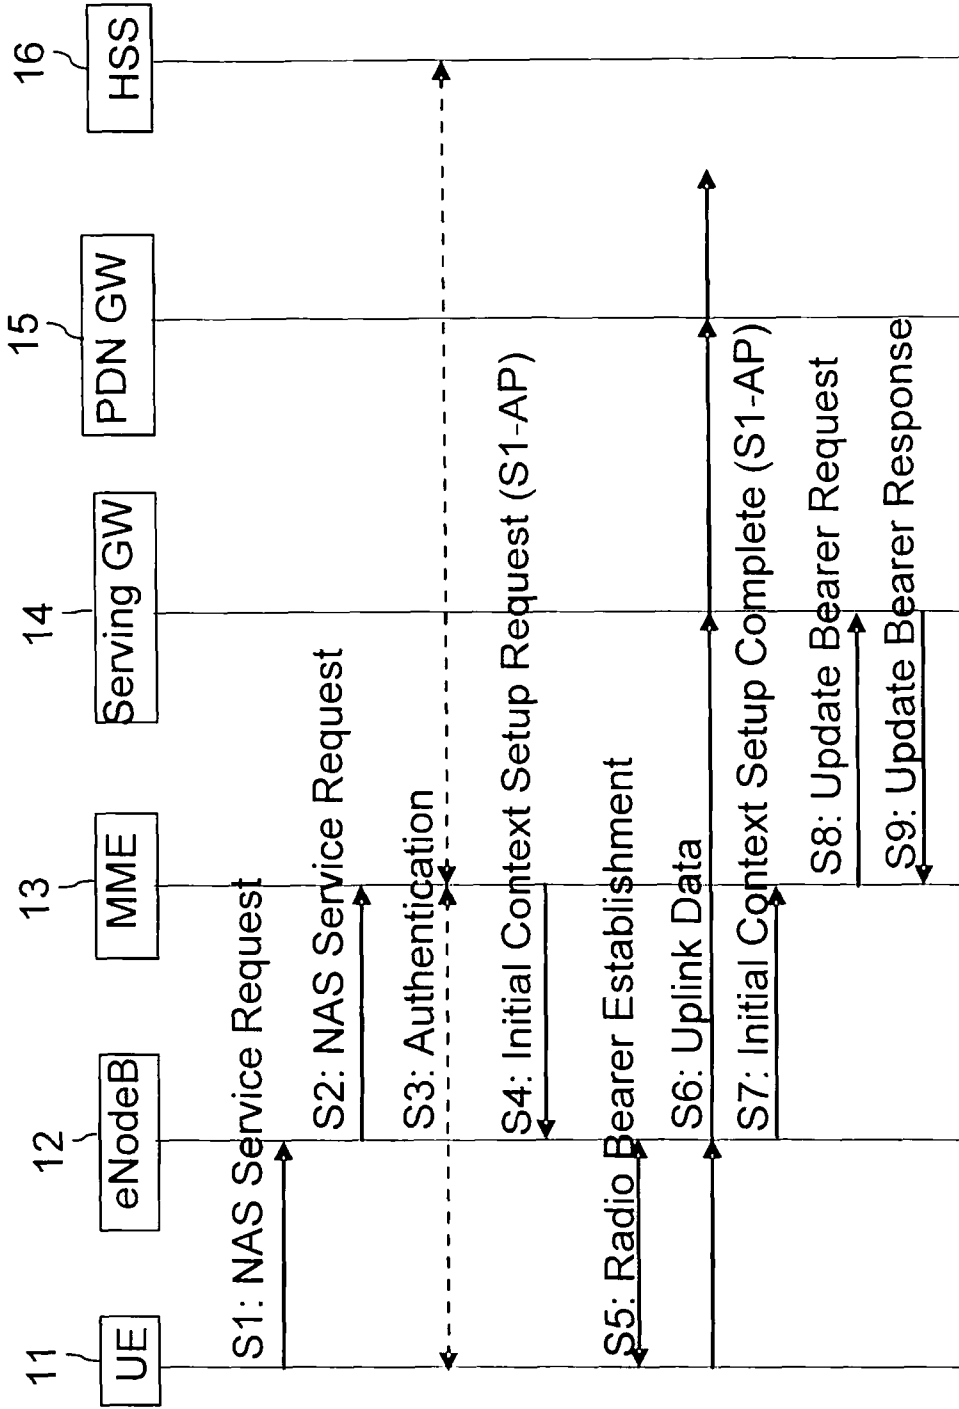 11
12
13
14
15
16
UE
eNodeB
MME
Serving GW
PDN GW
HSS
S1: NAS Service Request
S2: NAS Service Request
S3: Authentication
S4: Initial Context Setup Request (S1-AP)
S5: Radio Bearer Establishment
S6: Uplink Data
S7: Initial Context Setup Complete (S1-AP)
S8: Update Bearer Request
S9: Update Bearer Response